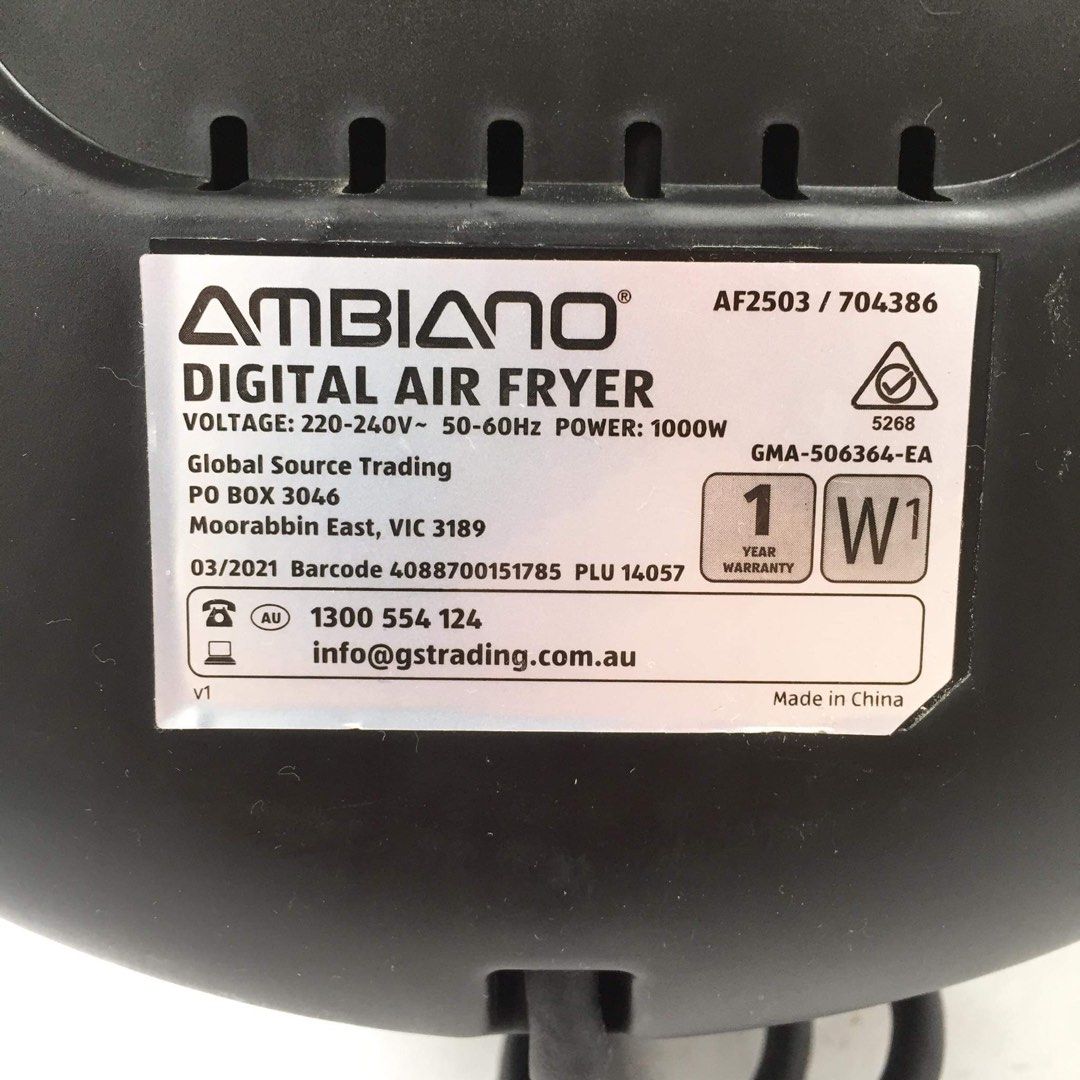 AMBIANO®
AF2503 / 704386
DIGITAL AIR FRYER
VOLTAGE: 220-240V~ 50-60Hz POWER: 1000W
5268
GMA-506364-EA
Global Source Trading
PO BOX 3046
Moorabbin East, VIC 3189
1
YEAR
WARRANTY
W1
03/2021 Barcode 4088700151785 PLU 14057
AU 1300 554 124
info@gstrading.com.au
v1
Made in China